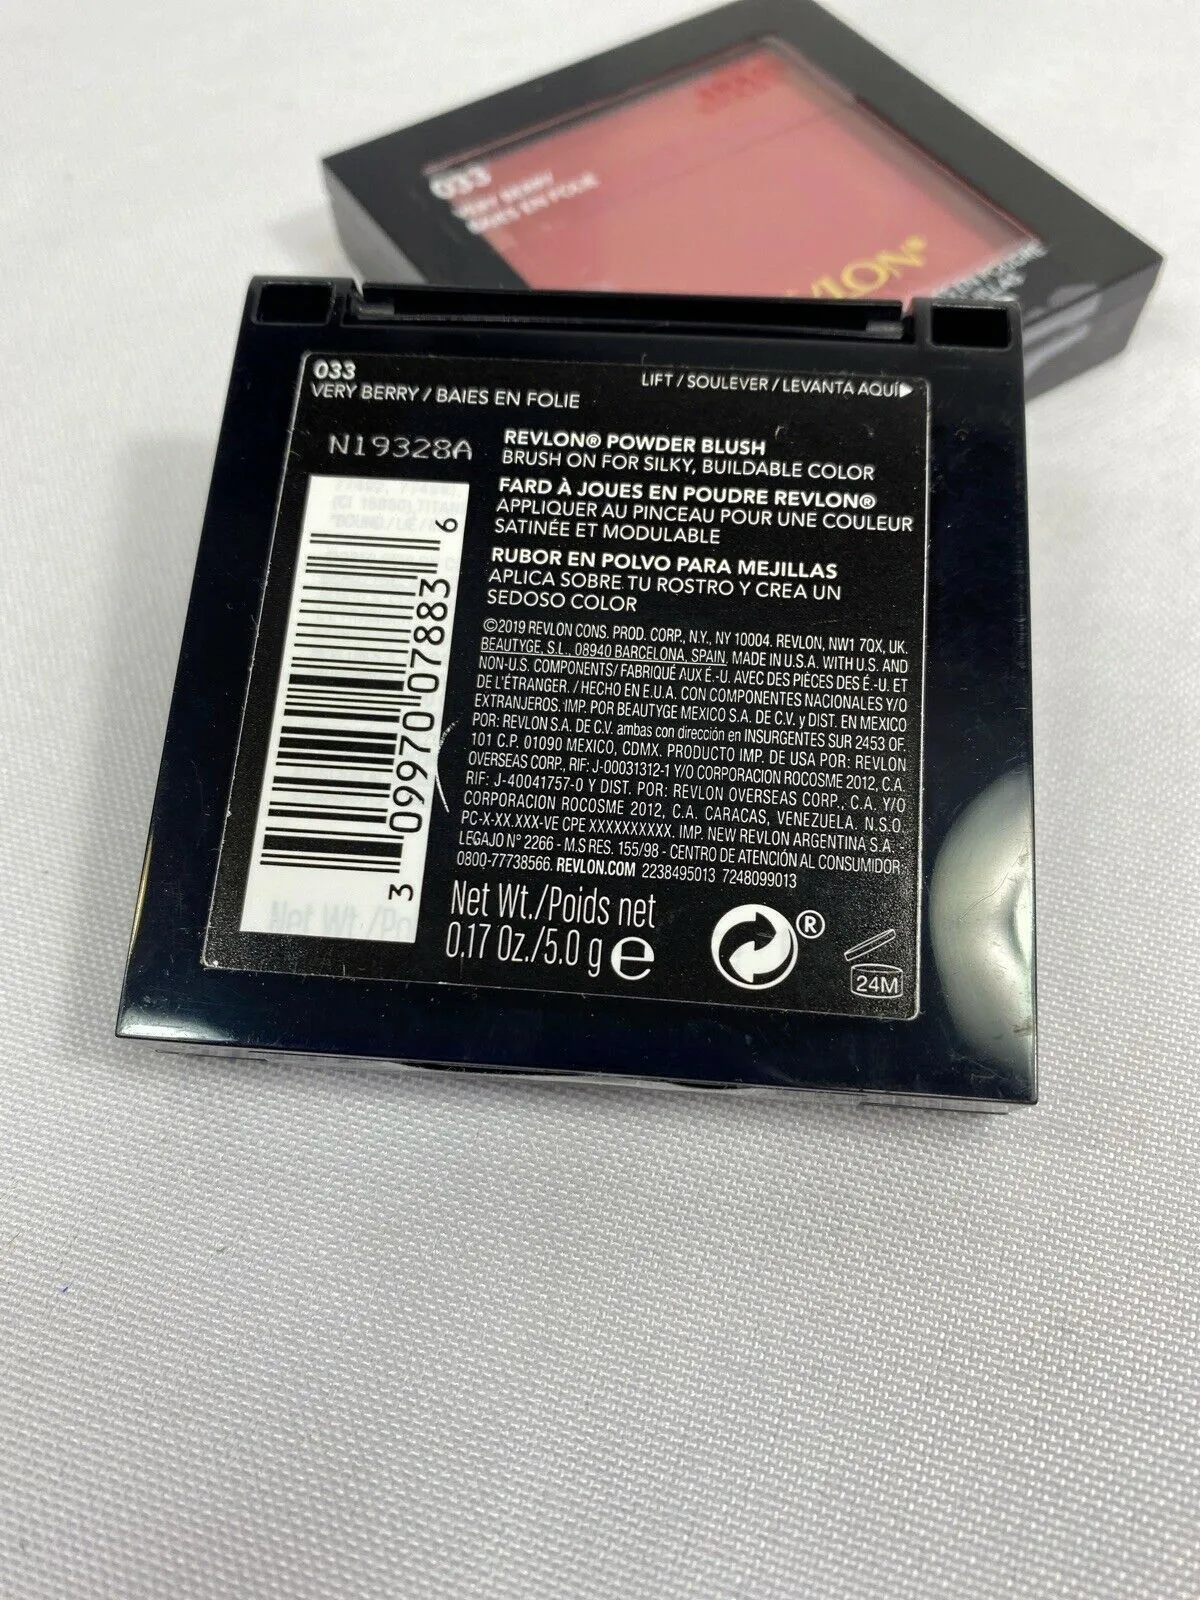 033
VERY BERRY
BAIES EN FOLIE
REVLON®
033
VERY BERRY / BAIES EN FOLIE
LIFT / SOULEVER / LEVANTA AQUÍ
N19328A
REVLON® POWDER BLUSH
BRUSH ON FOR SILKY, BUILDABLE COLOR
FARD À JOUES EN POUDRE REVLON®
APPLIQUER AU PINCEAU POUR UNE COULEUR
SATINÉE ET MODULABLE
RUBOR EN POLVO PARA MEJILLAS
APLICA SOBRE TU ROSTRO Y CREA UN
SEDOSO COLOR
©2019 REVLON CONS. PROD. CORP., N.Y., NY 10004. REVLON, NW1 7QX, UK.
BEAUTYGE, S.L., 08940 BARCELONA, SPAIN. MADE IN U.S.A. WITH U.S. AND
NON-U.S. COMPONENTS/ FABRIQUÉ AUX É.-U. AVEC DES PIÈCES DES É.-U. ET
DE L'ÉTRANGER. / HECHO EN E.U.A. CON COMPONENTES NACIONALES Y/O
EXTRANJEROS. IMP. POR BEAUTYGE MEXICO S.A. DE C.V. y DIST. EN MEXICO
POR: REVLON S.A. DE C.V. ambas con dirección en INSURGENTES SUR 2453 OF.
101 C.P. 01090 MEXICO, CDMX. PRODUCTO IMP. DE USA POR: REVLON
OVERSEAS CORP., RIF: J-00031312-1 Y/O CORPORACION ROCOSME 2012, C.A.
RIF: J-40041757-0 Y DIST. POR: REVLON OVERSEAS CORP., C.A. Y/O
CORPORACION ROCOSME 2012, C.A. CARACAS, VENEZUELA. N.S.O.
PC-X-XX.XXX-VE CPE XXXXXXXXXX. IMP. NEW REVLON ARGENTINA S.A. -
LEGAJO N° 2266 - M.S RES. 155/98 - CENTRO DE ATENCIÓN AL CONSUMIDOR:
0800-77738566. REVLON.COM 2238495013 7248099013
3 09970 07883 6
Net Wt./Poids net
0.17 Oz./5.0 g e
®
24M